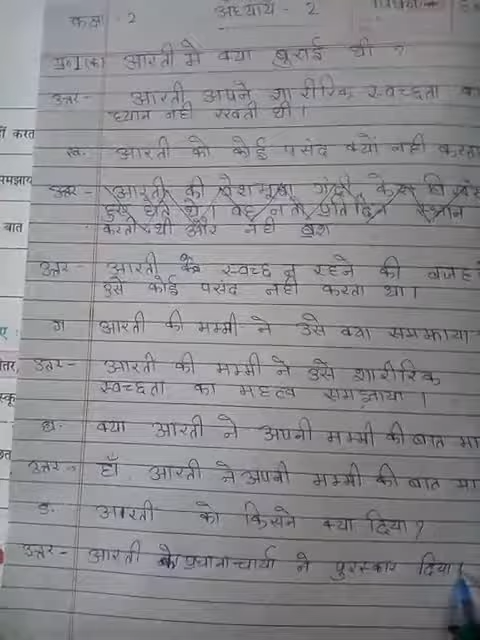 कक्षा - 2 अध्याय - 2
प्र०1(क) आरती मे क्या बुराई थी ?
उत्तर - आरती अपने शारीरिक स्वच्छता का
ध्यान नही रखती थी।
ख. आरती को कोई पसंद क्यों नही करता
उत्तर - आरती की वेशभूषा गंदी, केश
हुए होते थे। वह न तो प्रतिदिन स्नान
करती थी और नही ब्रुश
उत्तर - आरती के स्वच्छ न रहने की वजह से
उसे कोई पसंद नही करता था।
ग आरती की मम्मी ने उसे क्या समझाया
उत्तर - आरती की मम्मी ने उसे शारीरिक
स्वच्छता का महत्व समझाया।
घ. क्या आरती ने अपनी मम्मी की बात मा
उत्तर - हाँ आरती ने अपनी मम्मी की बात मा
ड. आरती को किसने क्या दिया?
उत्तर - आरती को प्रधानाचार्या ने पुरस्कार दिया।
करत
समझाय
बात